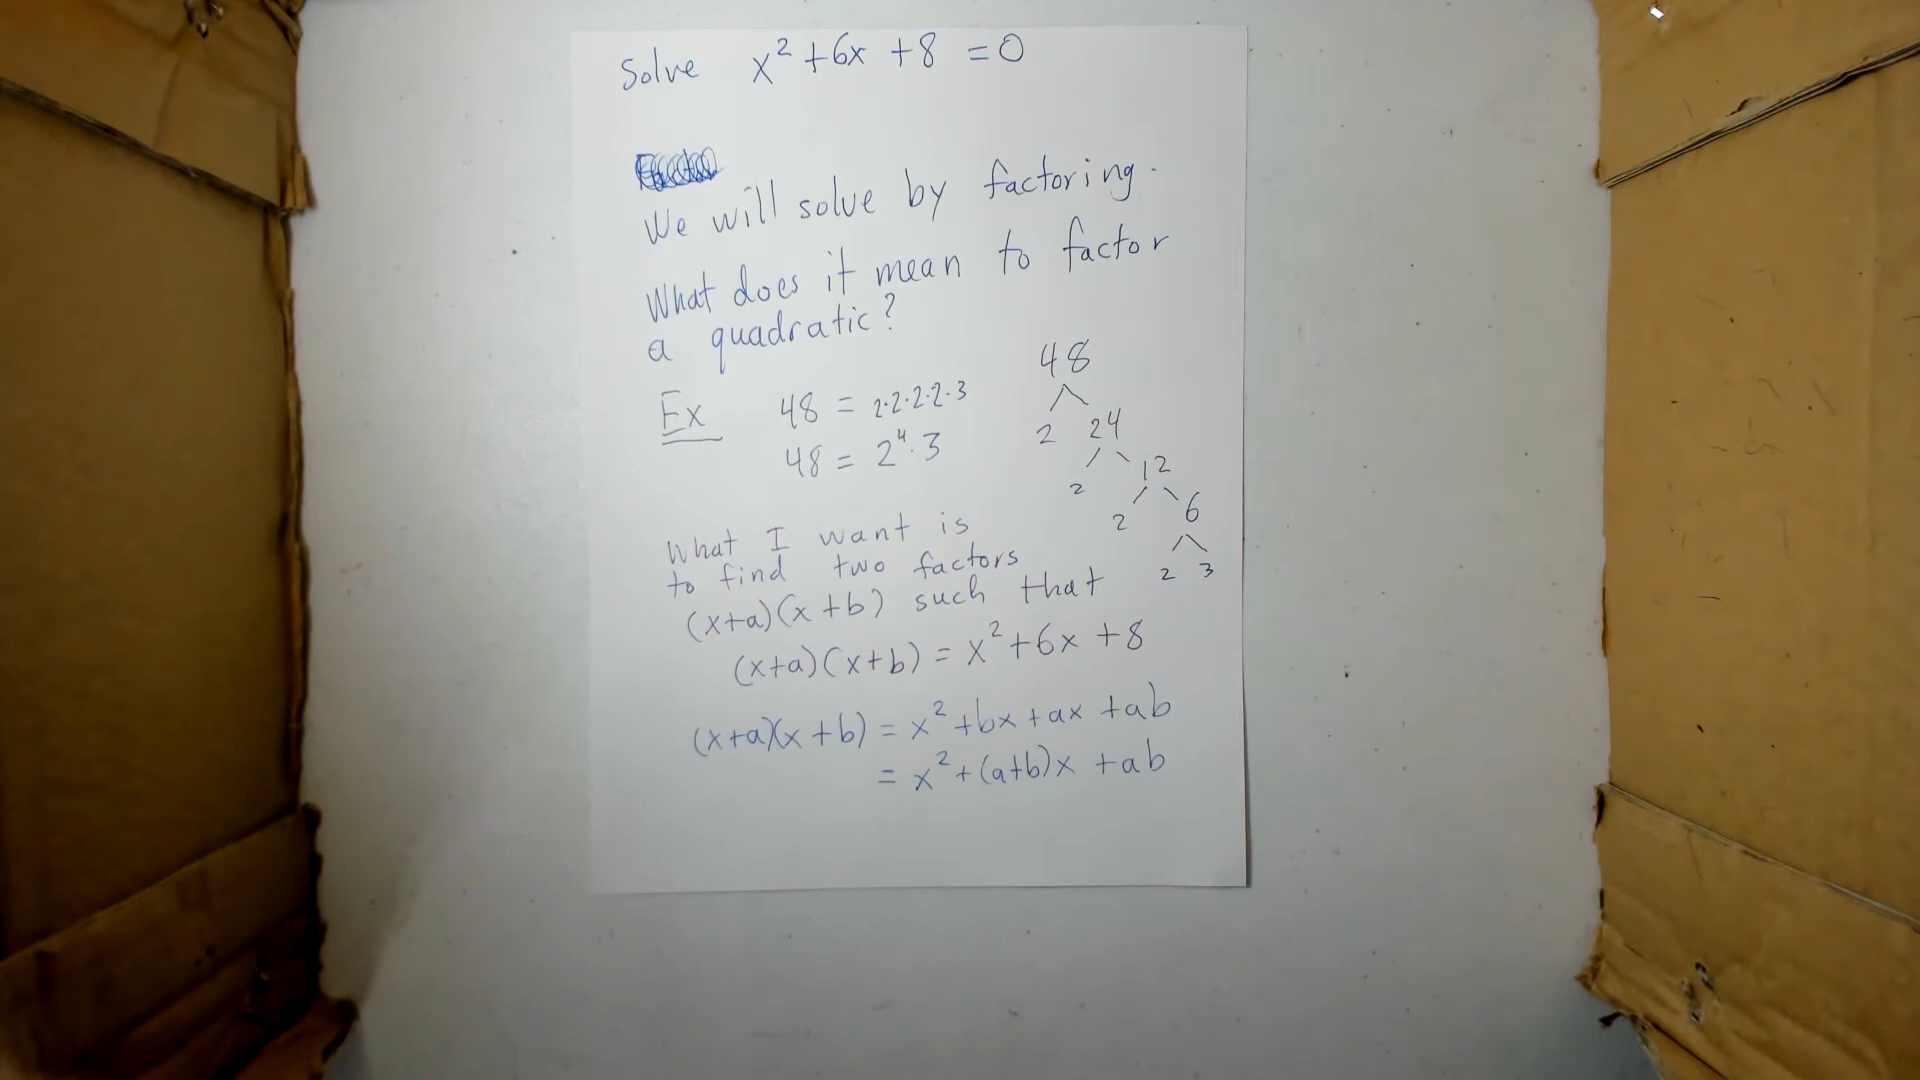 Solve x² + 6x + 8 = 0
We will solve by factoring.
What does it mean to factor
a quadratic?
Ex 48 = 2·2·2·2·3
48 = 2⁴·3
48
2 24
2 12
2 6
2 3
What I want is
to find two factors
(x+a)(x+b) such that
(x+a)(x+b) = x² + 6x + 8
(x+a)(x+b) = x² + bx + ax + ab
= x² + (a+b)x + ab